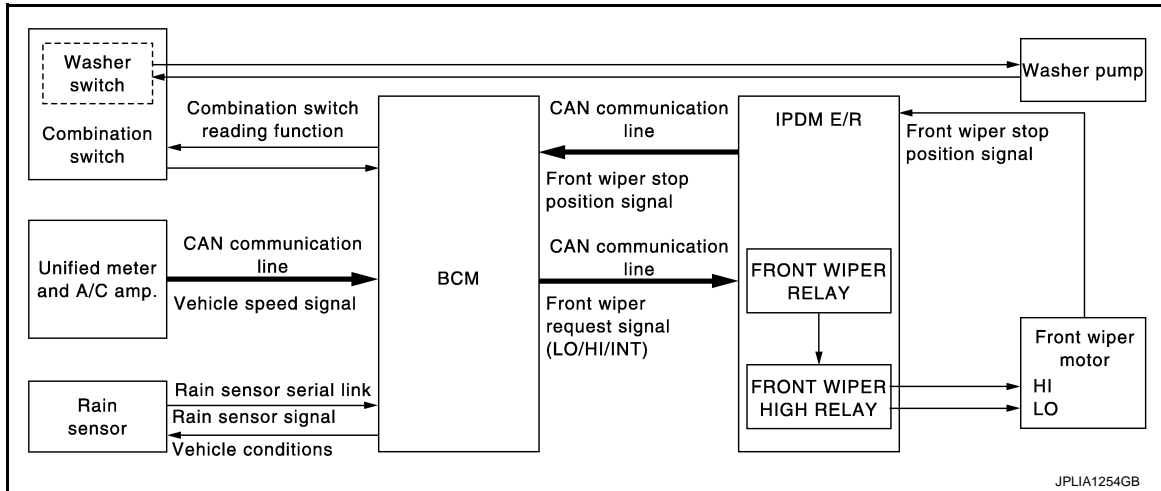 Washer
switch
Combination
switch
Washer pump
Combination switch
reading function
CAN communication
line
Front wiper stop
position signal
IPDM E/R
Front wiper stop
position signal
Unified meter
and A/C amp.
CAN communication
line
Vehicle speed signal
BCM
CAN communication
line
Front wiper
request signal
(LO/HI/INT)
FRONT WIPER
RELAY
FRONT WIPER
HIGH RELAY
Front wiper
motor
HI
LO
Rain
sensor
Rain sensor serial link
Rain sensor signal
Vehicle conditions
JPLIA1254GB